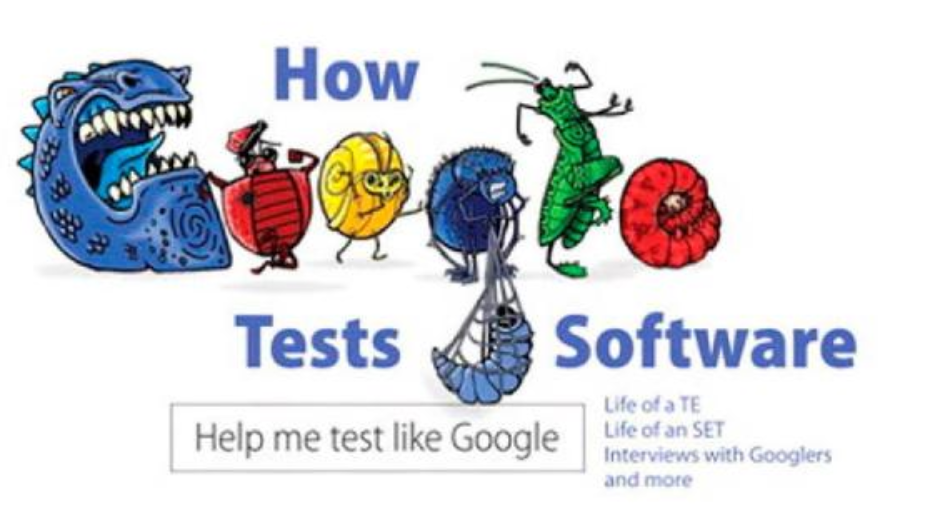 How
Google
Tests Software
Help me test like Google
Life of a TE
Life of an SET
Interviews with Googlers
and more